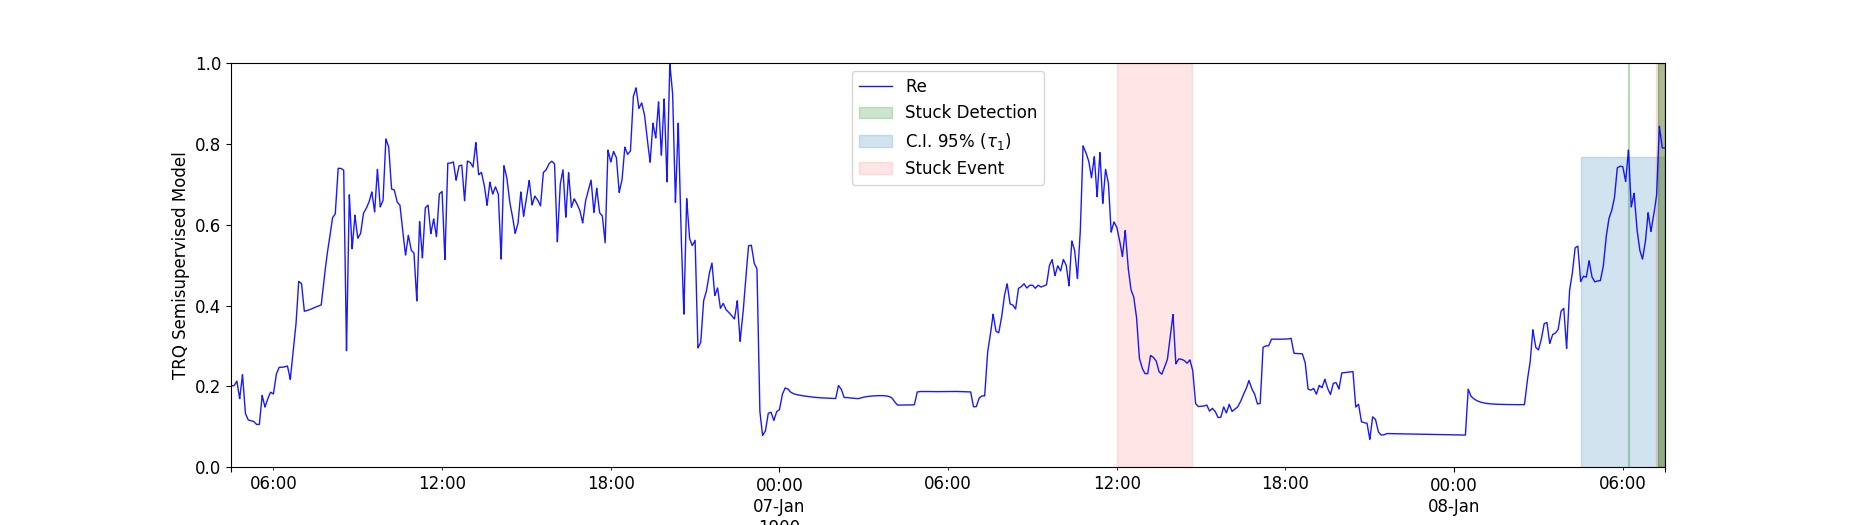 TRQ Semisupervised Model
1.0
0.8
0.6
0.4
0.2
0.0
Re
Stuck Detection
C.I. 95% (τ₁)
Stuck Event
06:00
12:00
18:00
00:00
07-Jan
1900
06:00
12:00
18:00
00:00
08-Jan
06:00